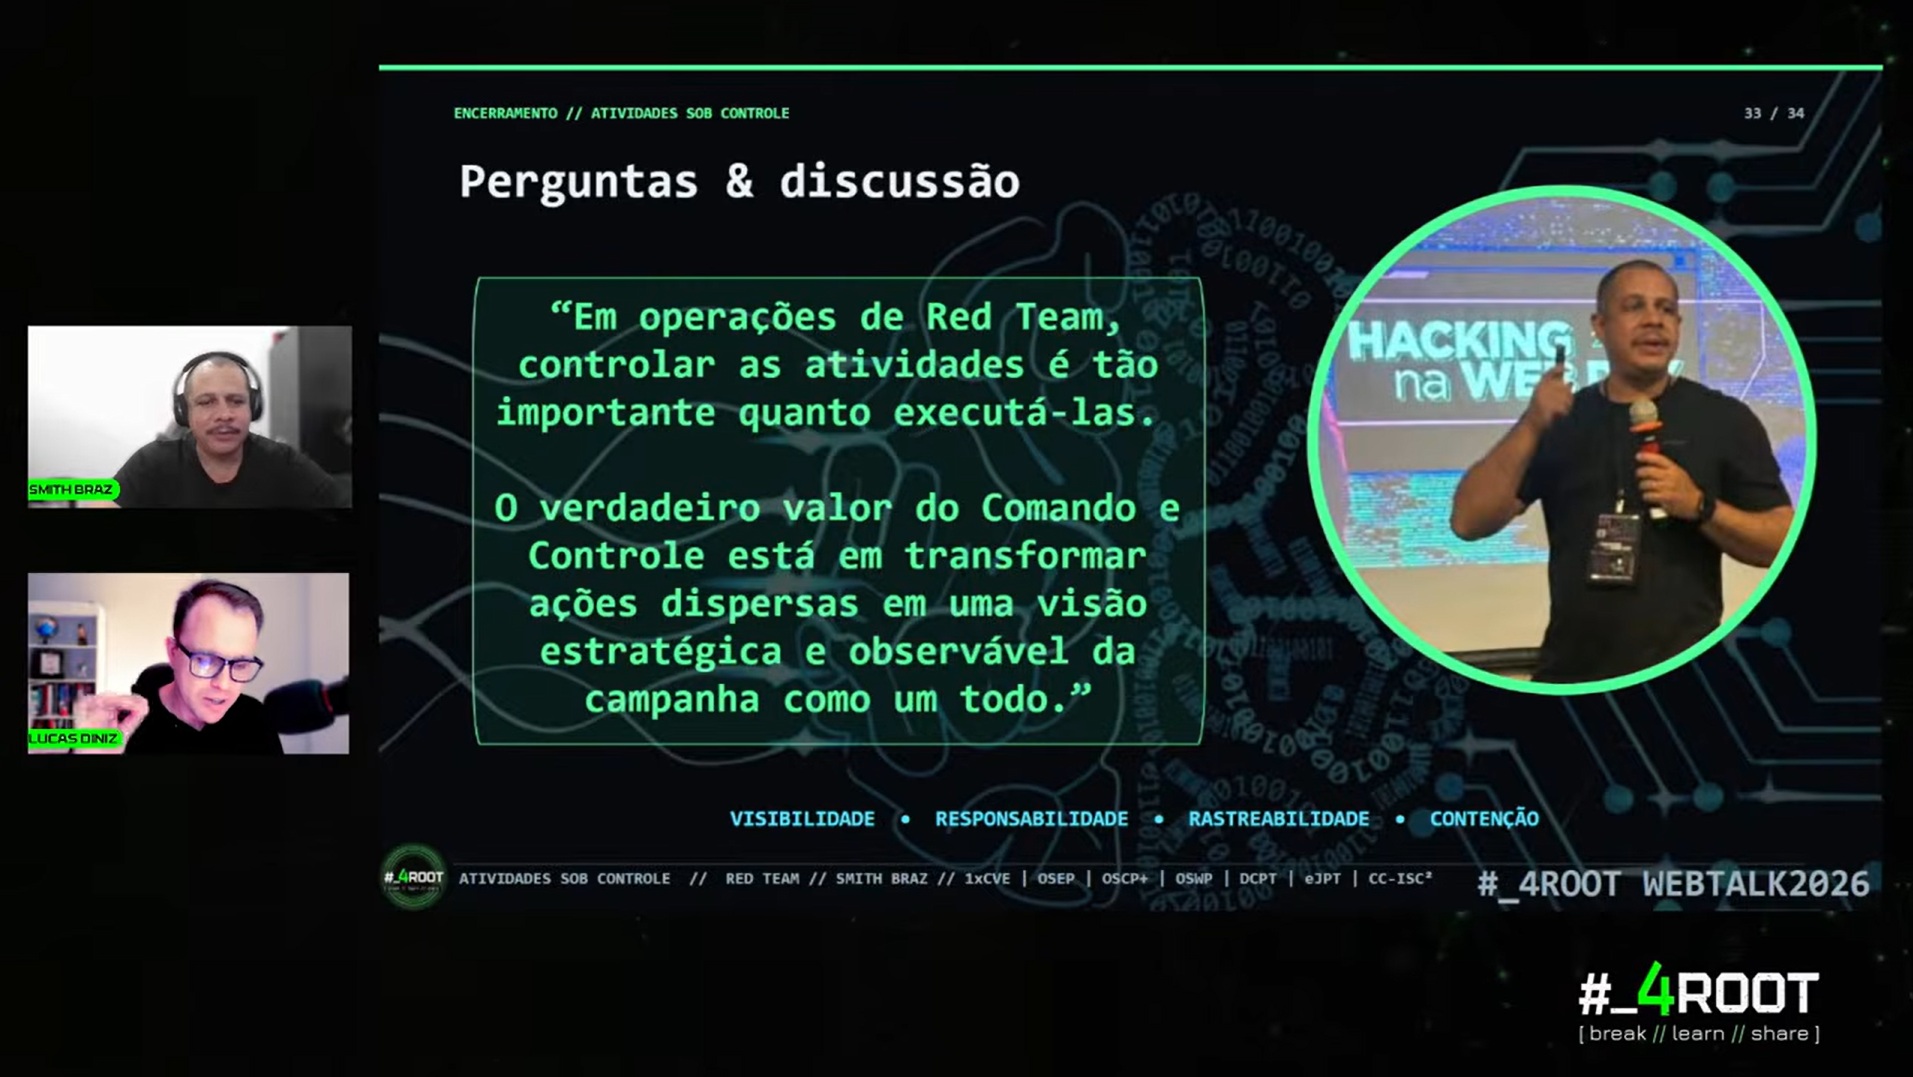 ENCERRAMENTO // ATIVIDADES SOB CONTROLE
33 / 34
Perguntas & discussão
“Em operações de Red Team,
controlar as atividades é tão
importante quanto executá-las.
O verdadeiro valor do Comando e
Controle está em transformar
ações dispersas em uma visão
estratégica e observável da
campanha como um todo.”
HACKING
na WEB
SMITH BRAZ
LUCAS DINIZ
VISIBILIDADE • RESPONSABILIDADE • RASTREABILIDADE • CONTENÇÃO
#_4ROOT
ATIVIDADES SOB CONTROLE // RED TEAM // SMITH BRAZ // 1xCVE | OSEP | OSCP+ | OSWP | DCPT | eJPT | CC-ISC²
#_4ROOT WEBTALK2026
#_4ROOT
[ break // learn // share ]